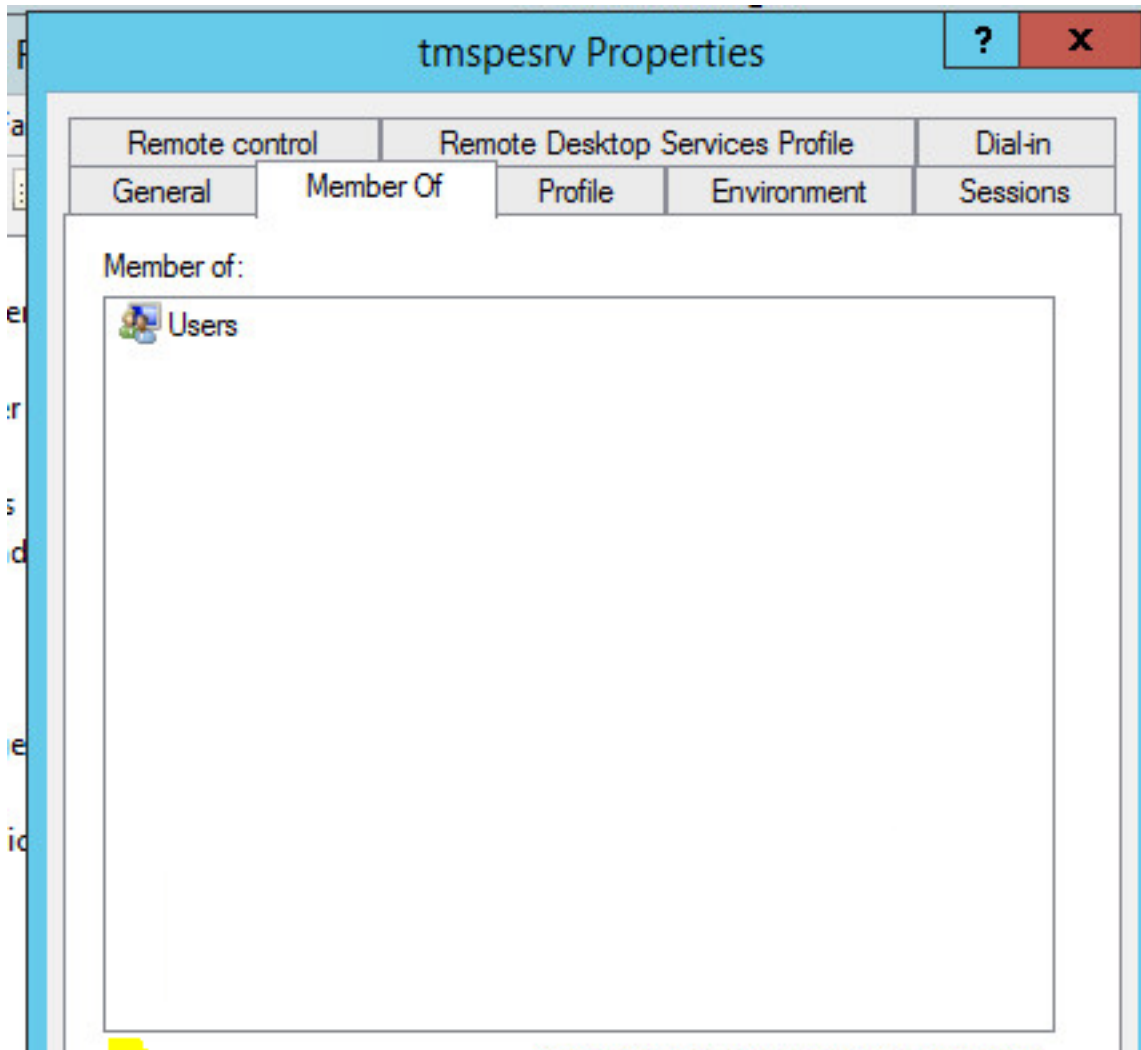 tmspesrv Properties
?
x
Remote control
Remote Desktop Services Profile
Dial-in
General
Member Of
Profile
Environment
Sessions
Member of:
Users